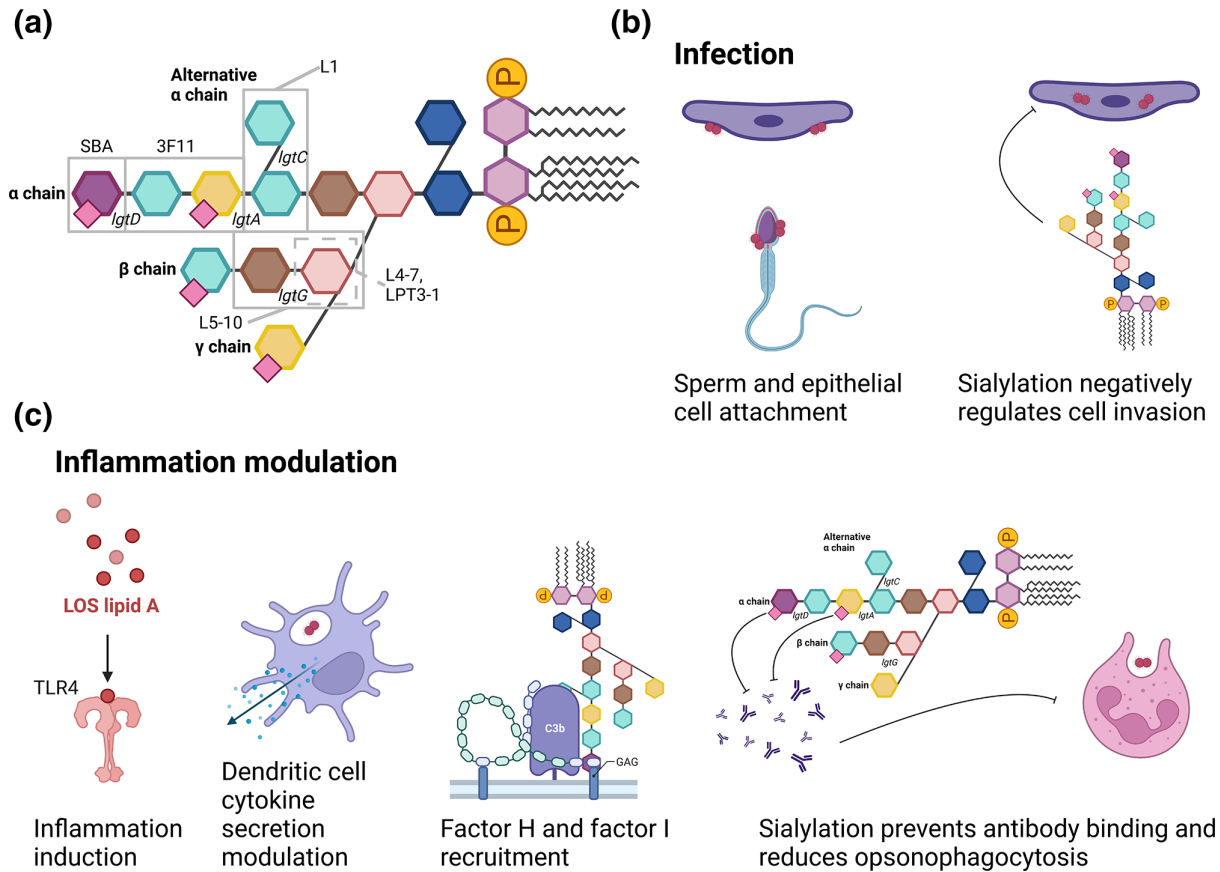 (a)
Alternative
α chain
L1
P
SBA
3F11
lgtC
α chain
lgtD
lgtA
P
β chain
lgtG
L4-7,
LPT3-1
L5-10
γ chain
(b)
Infection
P
P
Sperm and epithelial
cell attachment
Sialylation negatively
regulates cell invasion
(c)
Inflammation modulation
LOS lipid A
TLR4
Inflammation
induction
Dendritic cell
cytokine
secretion
modulation
P
P
C3b
GAG
Factor H and factor I
recruitment
Alternative
α chain
P
lgtC
α chain
lgtD
lgtA
P
β chain
lgtG
γ chain
Sialylation prevents antibody binding and
reduces opsonophagocytosis